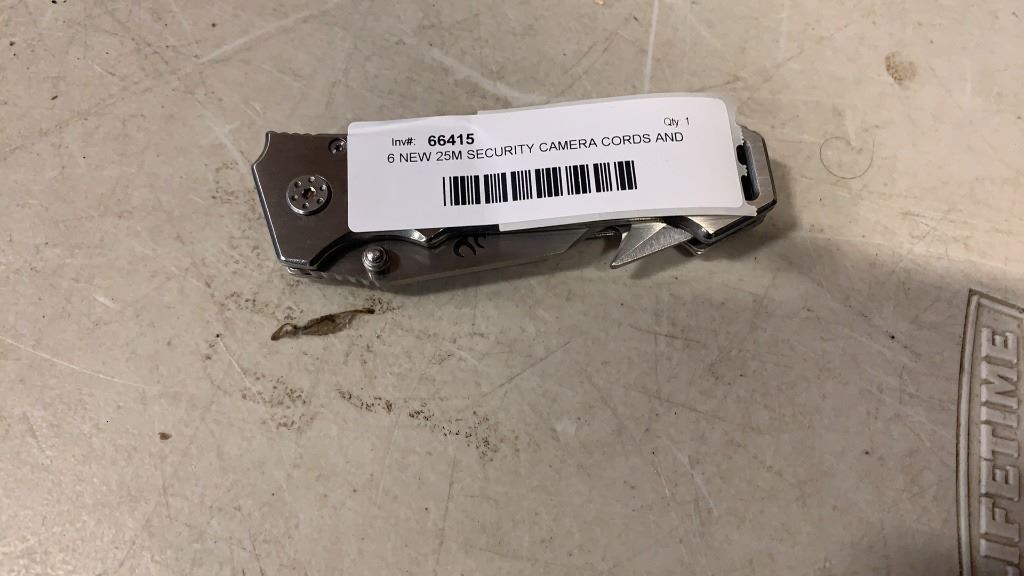 Inv#: 66415 Qty: 1
6 NEW 25M SECURITY CAMERA CORDS AND
LIFETIME